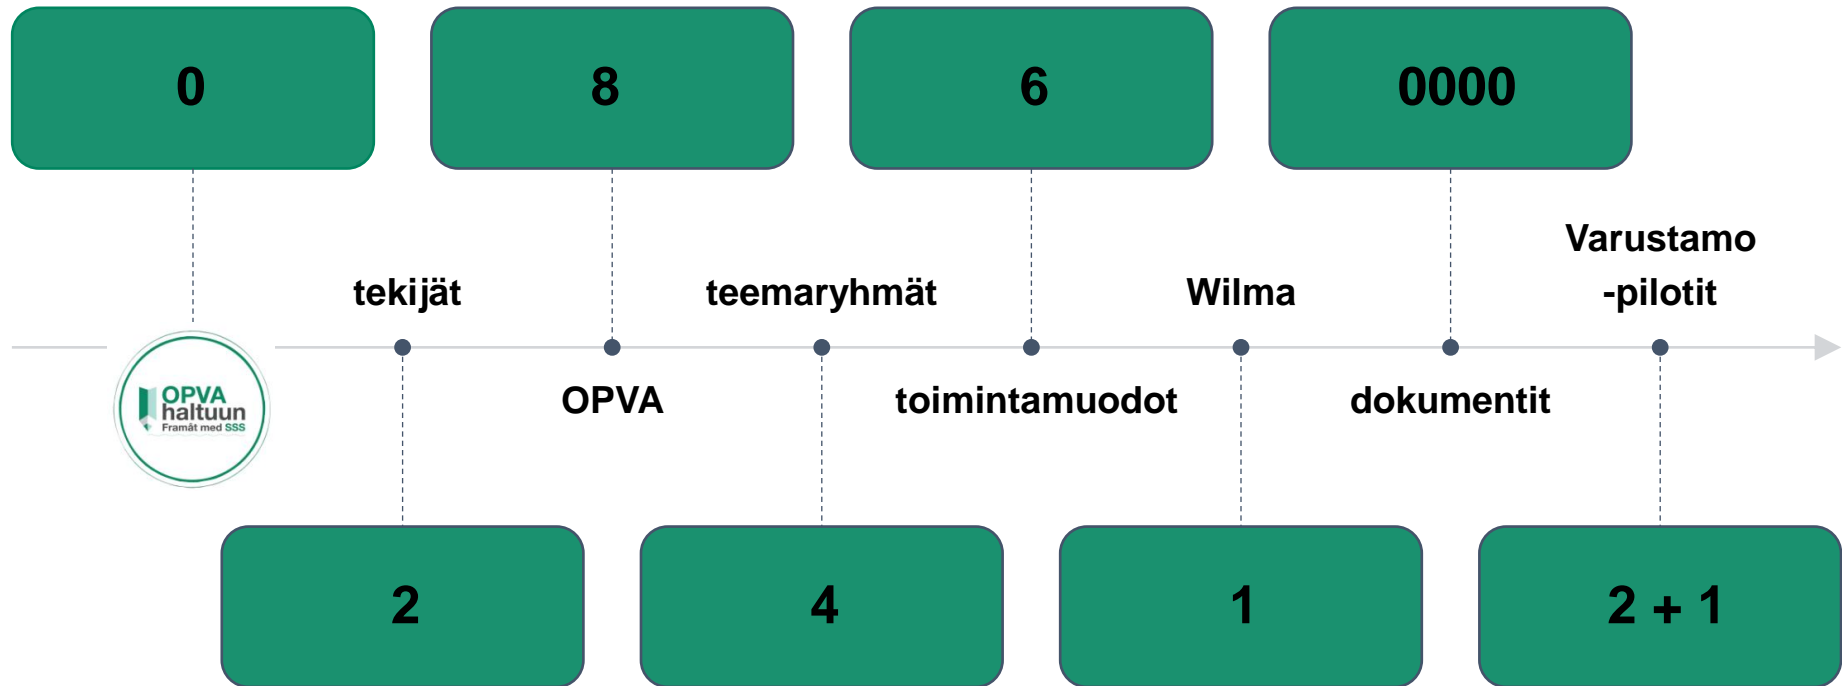 0
8
6
0000
Varustamo
-pilotit
tekijät
teemaryhmät
Wilma
OPVA
haltuun
Framåt med SSS
OPVA
toimintamuodot
dokumentit
2
4
1
2 + 1